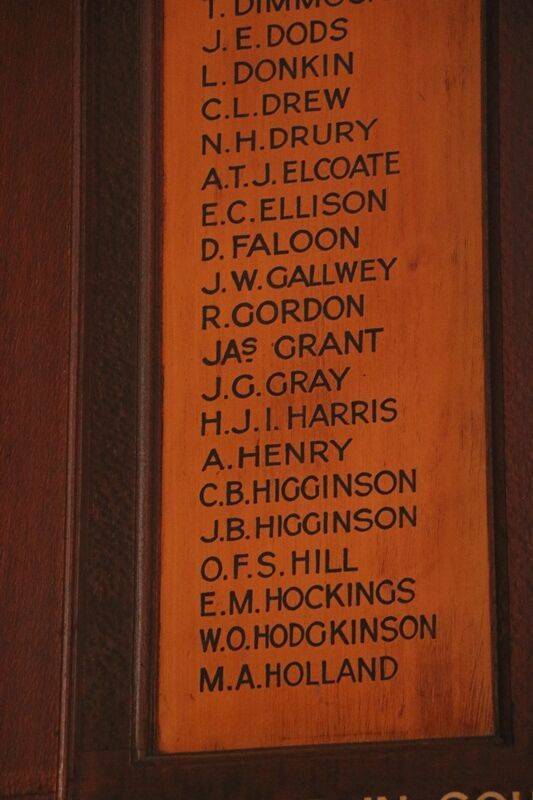 J.E.DODS
L.DONKIN
C.L.DREW
N.H.DRURY
A.T.J.ELCOATE
E.C.ELLISON
D.FALOON
J.W.GALLWEY
R.GORDON
JAS. GRANT
J.G.GRAY
H.J.I.HARRIS
A.HENRY
C.B.HIGGINSON
J.B.HIGGINSON
O.F.S.HILL
E.M.HOCKINGS
W.O.HODGKINSON
M.A.HOLLAND